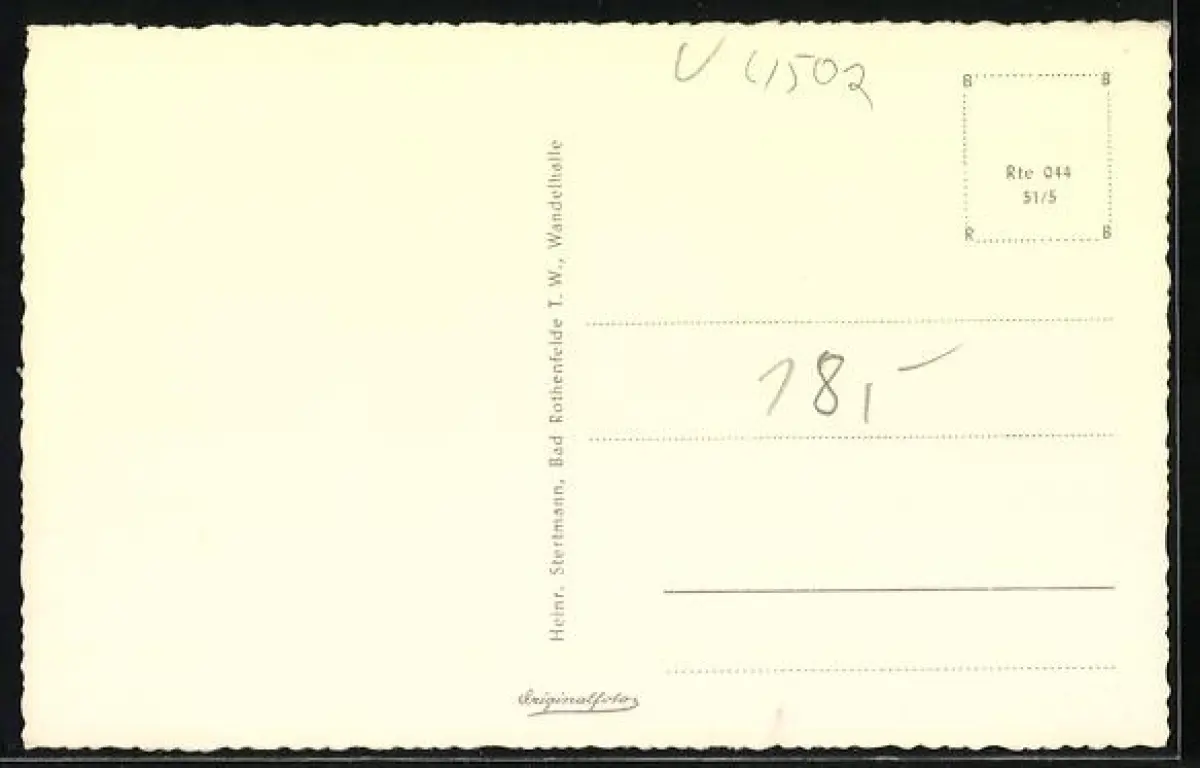 V 41502
B B
Rte 044
51/5
R B
Heinr. Stertmann, Bad Rothenfelde T. W., Wandelhalle
18,-
Originalfoto